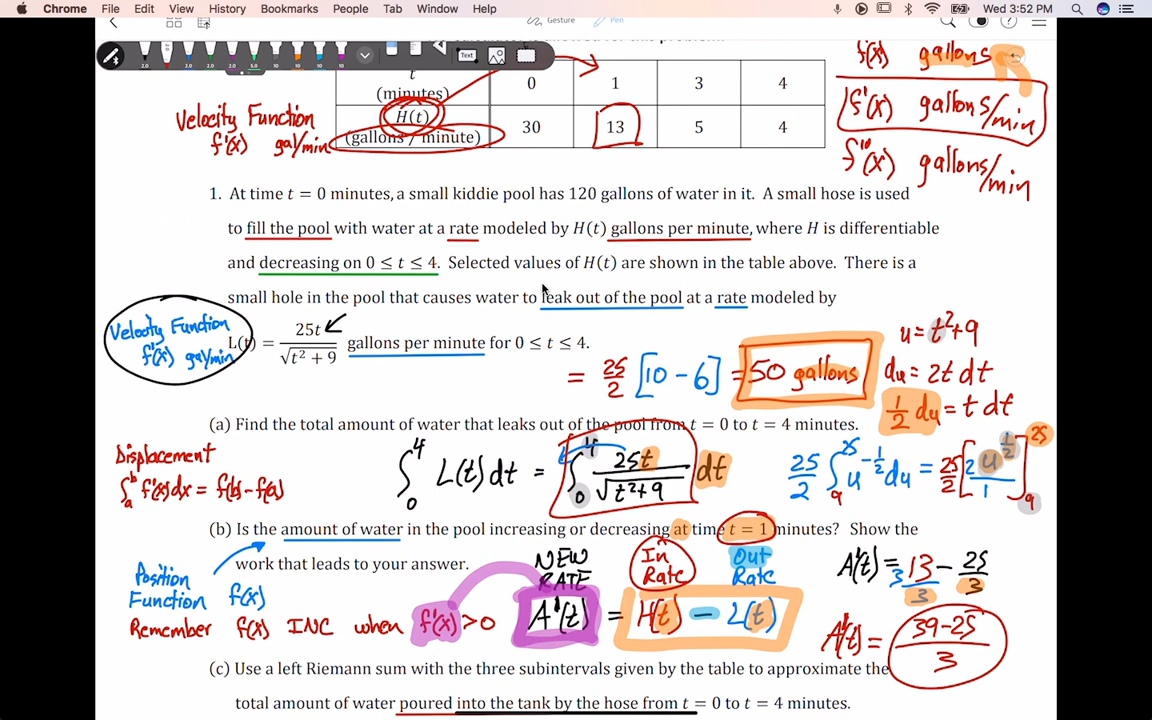 Chrome File Edit View History Bookmarks People Tab Window Help Wed 3:52 PM
Gesture Pen
Text
2.0 2.0 2.0 2.0 5.0
t (minutes) 0 1 3 4
H(t) (gallons / minute) 30 13 5 4
Velocity Function
f'(x) gal/min
f(x) gallons
f'(x) gallons/min
f''(x) gallons/min
1. At time t = 0 minutes, a small kiddie pool has 120 gallons of water in it. A small hose is used
to fill the pool with water at a rate modeled by H(t) gallons per minute, where H is differentiable
and decreasing on 0 ≤ t ≤ 4. Selected values of H(t) are shown in the table above. There is a
small hole in the pool that causes water to leak out of the pool at a rate modeled by
Velocity Function
f'(x) gal/min
L(t) = 25t / √t² + 9 gallons per minute for 0 ≤ t ≤ 4.
= 25/2 [10 - 6] = 50 gallons
u = t²+9
du = 2t dt
1/2 du = t dt
(a) Find the total amount of water that leaks out of the pool from t = 0 to t = 4 minutes.
Displacement
∫ₐᵇ f'(x)dx = f(b) - f(a)
∫₀⁴ L(t) dt = ∫₀⁴ 25t / √t²+9 dt
25/2 ∫₉²⁵ u^-1/2 du = 25/2 [2 u^1/2 / 1]₉²⁵
(b) Is the amount of water in the pool increasing or decreasing at time t = 1 minutes? Show the
work that leads to your answer.
Position
Function f(x)
Remember f(x) INC when f'(x) > 0
NEW RATE In Rate Out Rate
A'(t) = H(t) - L(t)
A'(t) = 3 13 / 3 - 25 / 3
A'(t) = 39-25 / 3
(c) Use a left Riemann sum with the three subintervals given by the table to approximate the
total amount of water poured into the tank by the hose from t = 0 to t = 4 minutes.